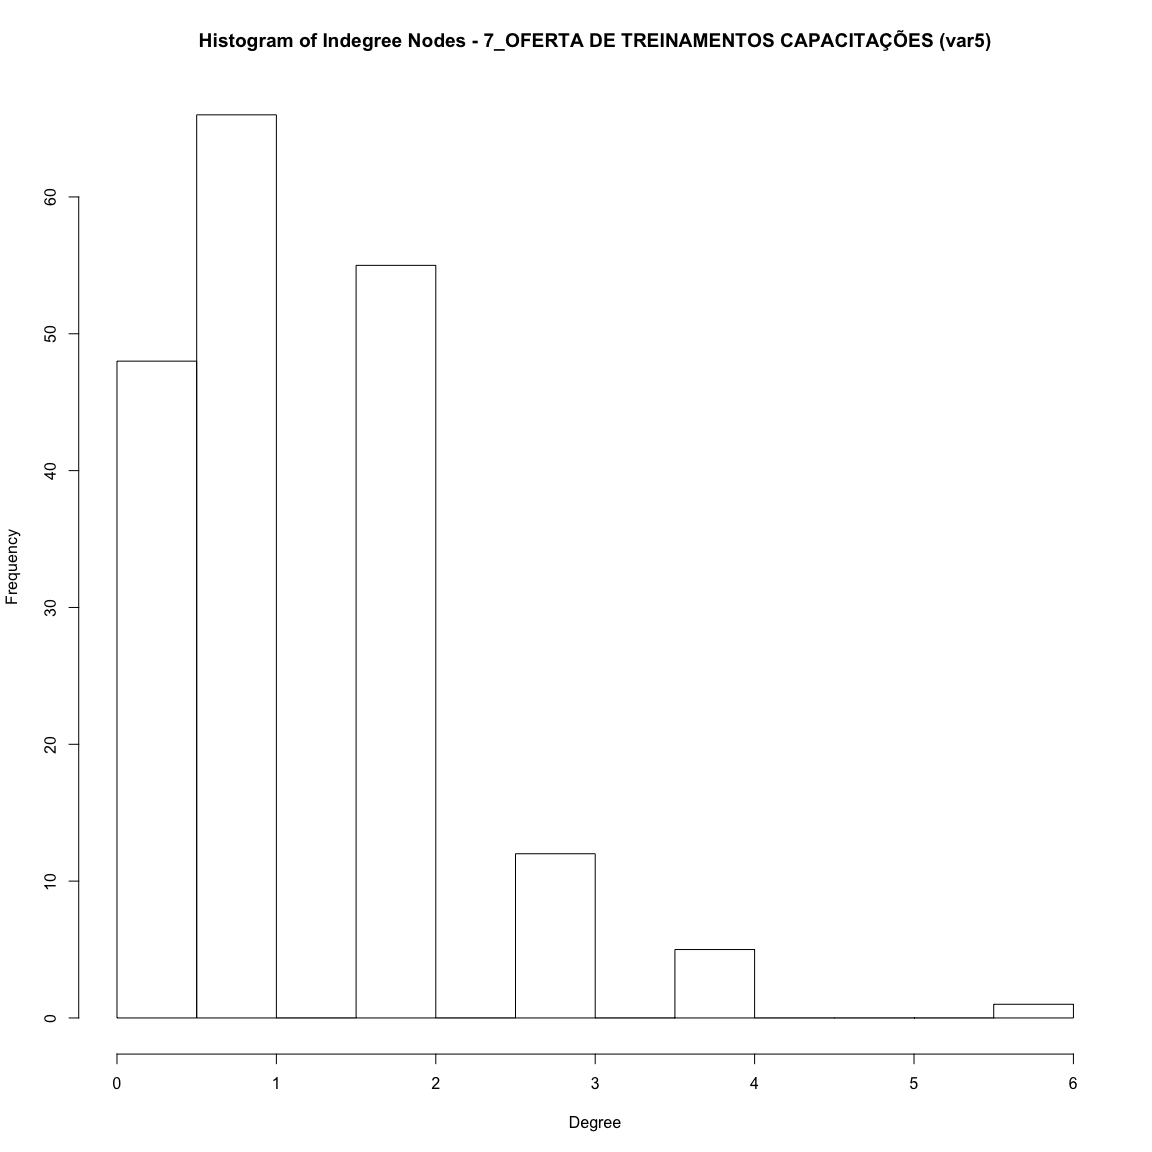 Histogram of Indegree Nodes - 7_OFERTA DE TREINAMENTOS CAPACITAÇÕES (var5)
60
50
40
30
20
10
0
Frequency
0 1 2 3 4 5 6
Degree